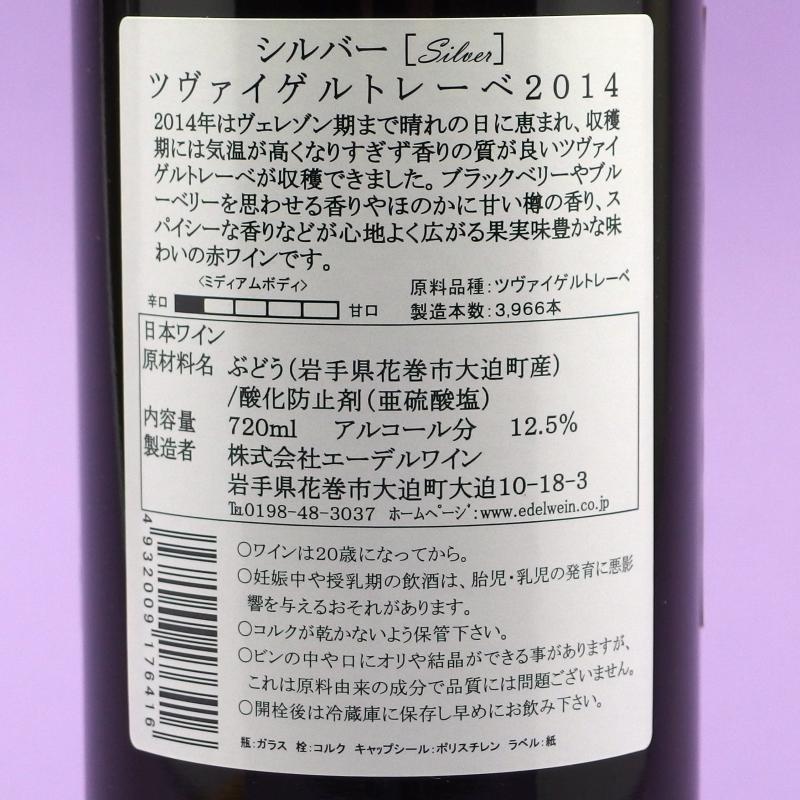 シルバー [Silver]
ツヴァイゲルトレーベ2014
2014年はヴェレゾン期まで晴れの日に恵まれ、収穫
期には気温が高くなりすぎず香りの質が良いツヴァイ
ゲルトレーベが収穫できました。ブラックベリーやブル
ーベリーを思わせる香りやほのかに甘い樽の香り、ス
パイシーな香りなどが心地よく広がる果実味豊かな味
わいの赤ワインです。
<ミディアムボディ>
辛口 甘口
原料品種：ツヴァイゲルトレーベ
製造本数：3,966本
日本ワイン
原材料名 ぶどう（岩手県花巻市大迫町産）
/酸化防止剤（亜硫酸塩）
内容量 720ml アルコール分 12.5%
製造者 株式会社エーデルワイン
岩手県花巻市大迫町大迫10-18-3
℡0198-48-3037 ホームページ：www.edelwein.co.jp
4932009176416
○ワインは20歳になってから。
○妊娠中や授乳期の飲酒は、胎児・乳児の発育に悪影
響を与えるおそれがあります。
○コルクが乾かないよう保管下さい。
○ビンの中や口にオリや結晶ができる事がありますが、
これは原料由来の成分で品質には問題ございません。
○開栓後は冷蔵庫に保存し早めにお飲み下さい。
瓶：ガラス 栓：コルク キャップシール：ポリスチレン ラベル：紙